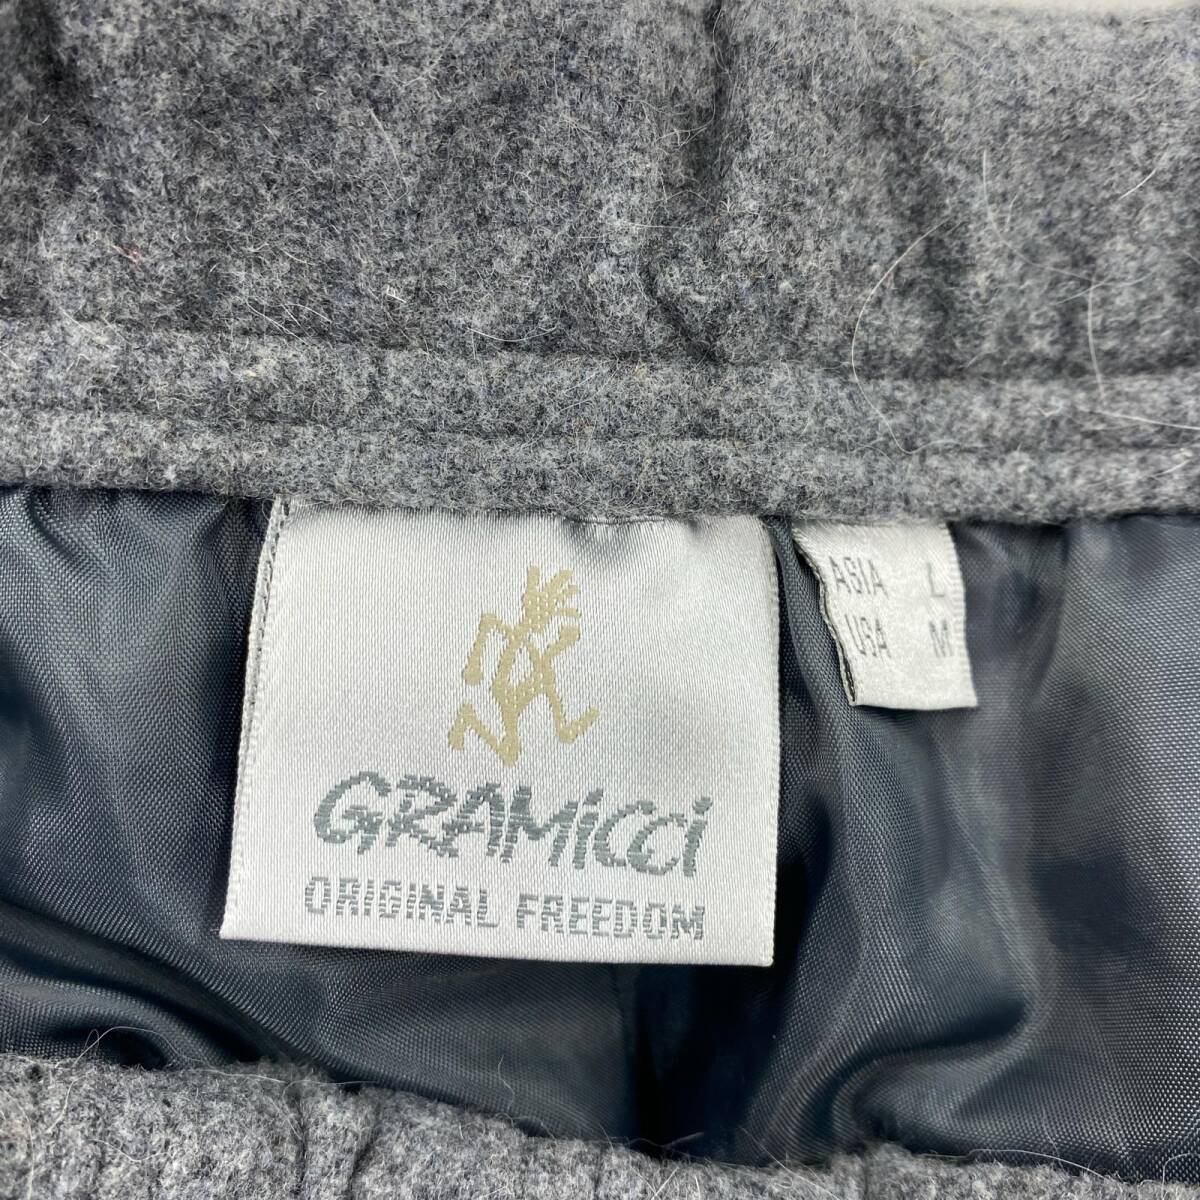 GRAMicci
ORIGINAL FREEDOM
ASIA L
USA M